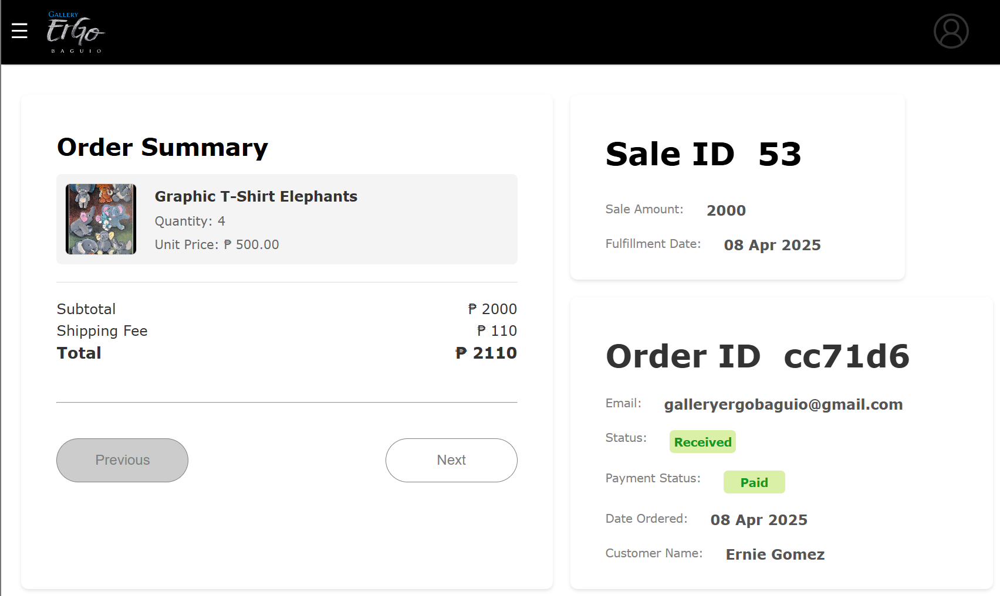 GALLERY
ErGo
BAGUIO
Order Summary
Graphic T-Shirt Elephants
Quantity: 4
Unit Price: ₱ 500.00
Subtotal ₱ 2000
Shipping Fee ₱ 110
Total ₱ 2110
Previous Next
Sale ID 53
Sale Amount: 2000
Fulfillment Date: 08 Apr 2025
Order ID cc71d6
Email: galleryergobaguio@gmail.com
Status: Received
Payment Status: Paid
Date Ordered: 08 Apr 2025
Customer Name: Ernie Gomez